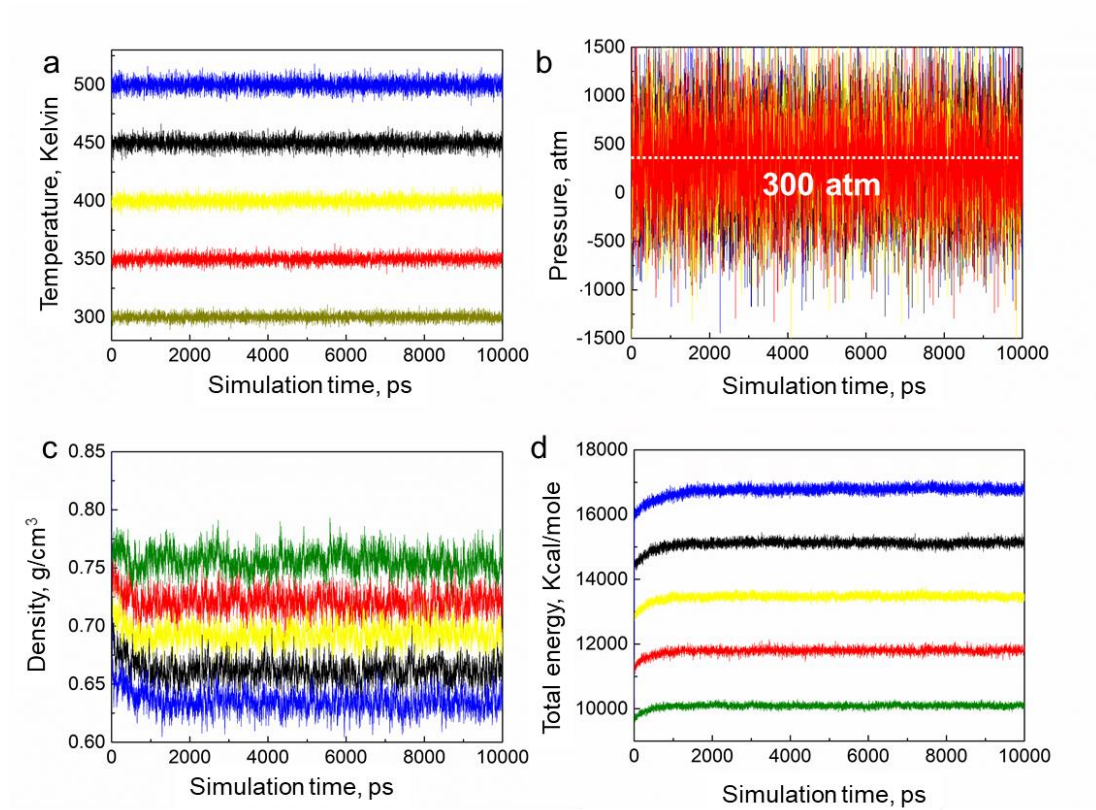 a
500
450
400
350
300
Temperature, Kelvin
0 2000 4000 6000 8000 10000
Simulation time, ps
b
1500
1000
500
0
-500
-1000
-1500
Pressure, atm
300 atm
0 2000 4000 6000 8000 10000
Simulation time, ps
c
0.85
0.80
0.75
0.70
0.65
0.60
Density, g/cm³
0 2000 4000 6000 8000 10000
Simulation time, ps
d
18000
16000
14000
12000
10000
Total energy, Kcal/mole
0 2000 4000 6000 8000 10000
Simulation time, ps